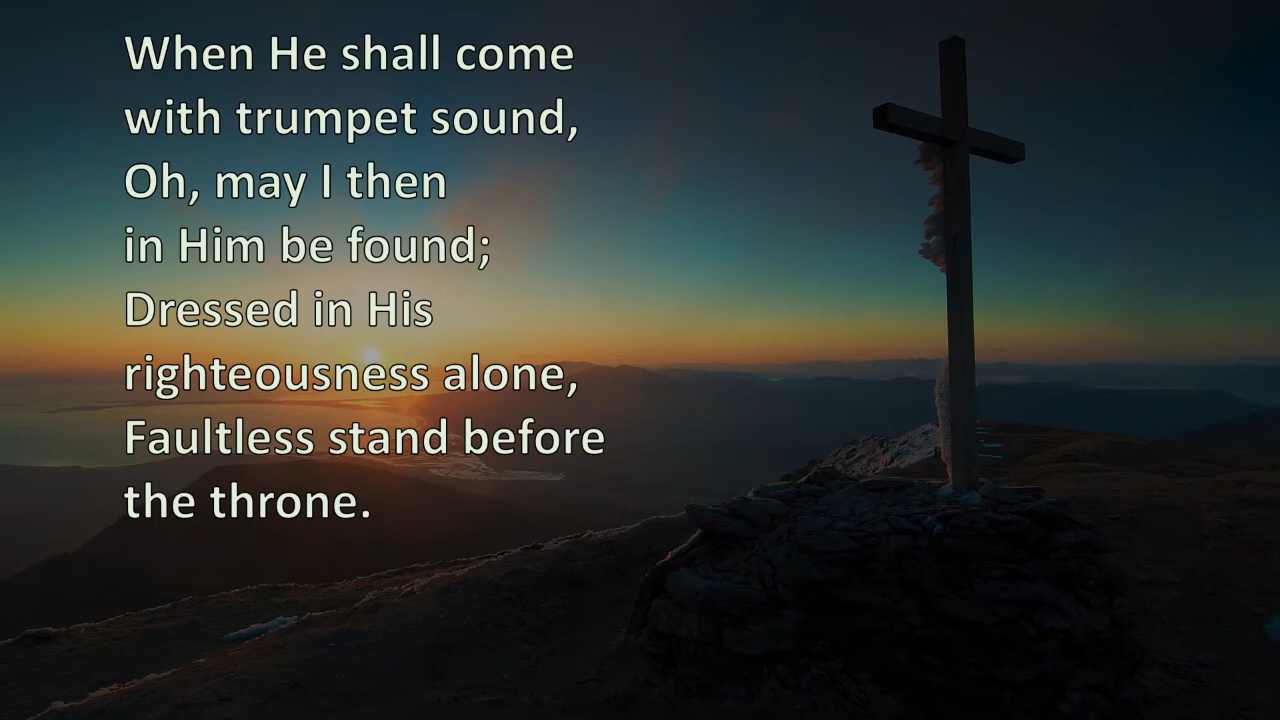 When He shall come
with trumpet sound,
Oh, may I then
in Him be found;
Dressed in His
righteousness alone,
Faultless stand before
the throne.